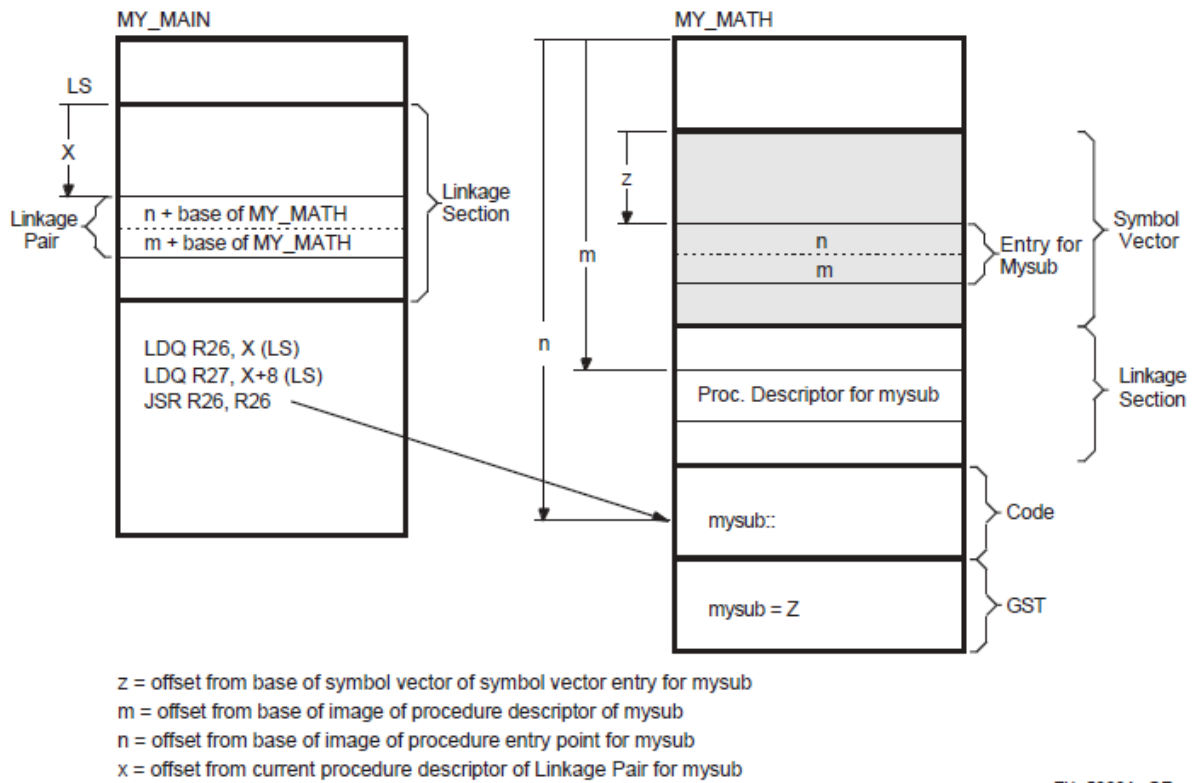 MY_MAIN
MY_MATH
LS
X
Linkage
Pair
n + base of MY_MATH
m + base of MY_MATH
Linkage
Section
LDQ R26, X (LS)
LDQ R27, X+8 (LS)
JSR R26, R26
z
m
n
n
m
Entry for
Mysub
Symbol
Vector
Proc. Descriptor for mysub
Linkage
Section
mysub::
Code
mysub = Z
GST
z = offset from base of symbol vector of symbol vector entry for mysub
m = offset from base of image of procedure descriptor of mysub
n = offset from base of image of procedure entry point for mysub
x = offset from current procedure descriptor of Linkage Pair for mysub